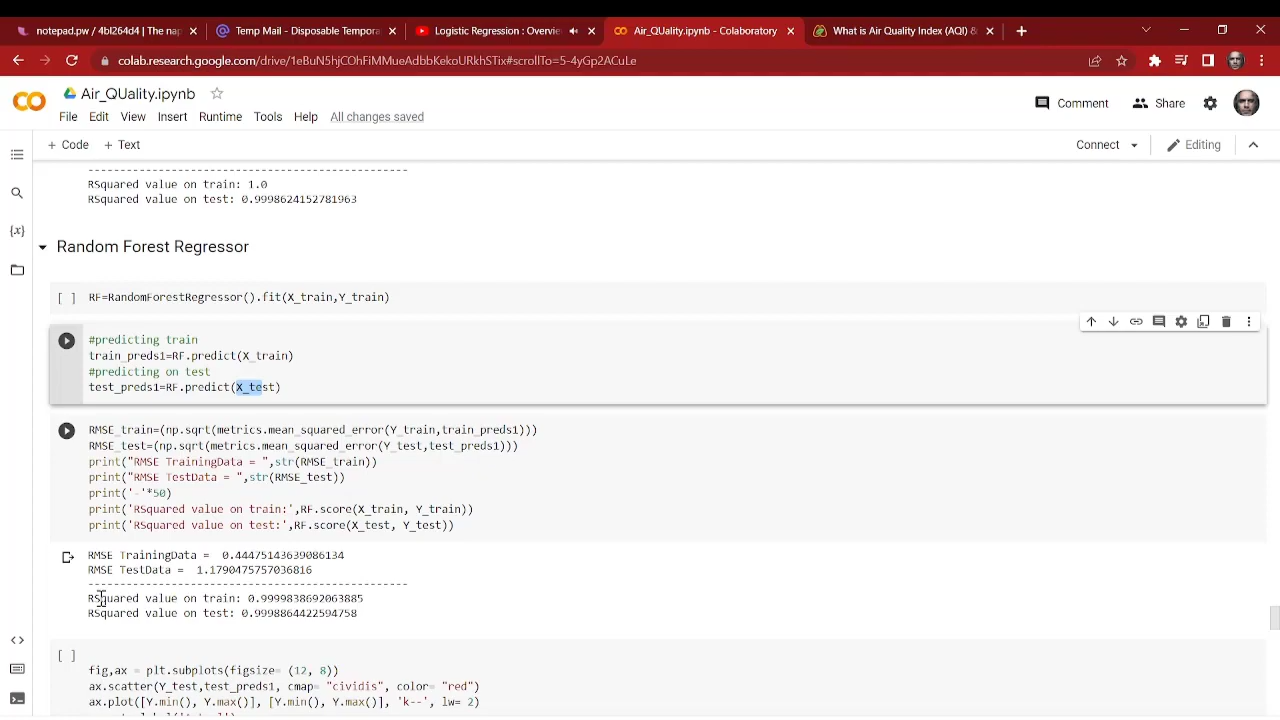 notepad.pw / 4bl264d4 | The nap
Temp Mail - Disposable Tempora
Logistic Regression : Overvie
Air_QUality.ipynb - Colaboratory
What is Air Quality Index (AQI) &
colab.research.google.com/drive/1eBuN5hjCOhFiMMueAdbbKekoURkhSTix#scrollTo=5-4yGp2ACuLe
Air_QUality.ipynb
Comment
Share
File Edit View Insert Runtime Tools Help All changes saved
+ Code + Text
Connect
Editing
--------------------------------------------------
RSquared value on train: 1.0
RSquared value on test: 0.9998624152781963
Random Forest Regressor
[ ] RF=RandomForestRegressor().fit(X_train,Y_train)
#predicting train
train_preds1=RF.predict(X_train)
#predicting on test
test_preds1=RF.predict(X_test)
RMSE_train=(np.sqrt(metrics.mean_squared_error(Y_train,train_preds1)))
RMSE_test=(np.sqrt(metrics.mean_squared_error(Y_test,test_preds1)))
print("RMSE TrainingData = ",str(RMSE_train))
print("RMSE TestData = ",str(RMSE_test))
print('-'*50)
print('RSquared value on train:',RF.score(X_train, Y_train))
print('RSquared value on test:',RF.score(X_test, Y_test))
RMSE TrainingData =  0.44475143639086134
RMSE TestData =  1.1790475757036816
--------------------------------------------------
RSquared value on train: 0.9999838692063885
RSquared value on test: 0.9998864422594758
[ ]
fig,ax = plt.subplots(figsize= (12, 8))
ax.scatter(Y_test,test_preds1, cmap= "cividis", color= "red")
ax.plot([Y.min(), Y.max()], [Y.min(), Y.max()], 'k--', lw= 2)